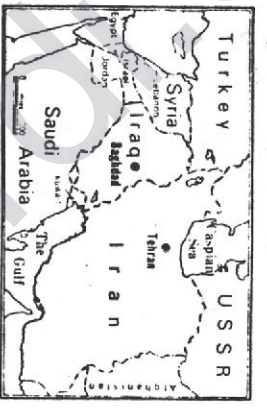 Turkey
USSR
Caspian
Sea
Syria
Lebanon
Israel
Egypt
Jordan
Iraq
Baghdad
Tehran
Iran
Afghanistan
Kuwait
Saudi
Arabia
The
Gulf